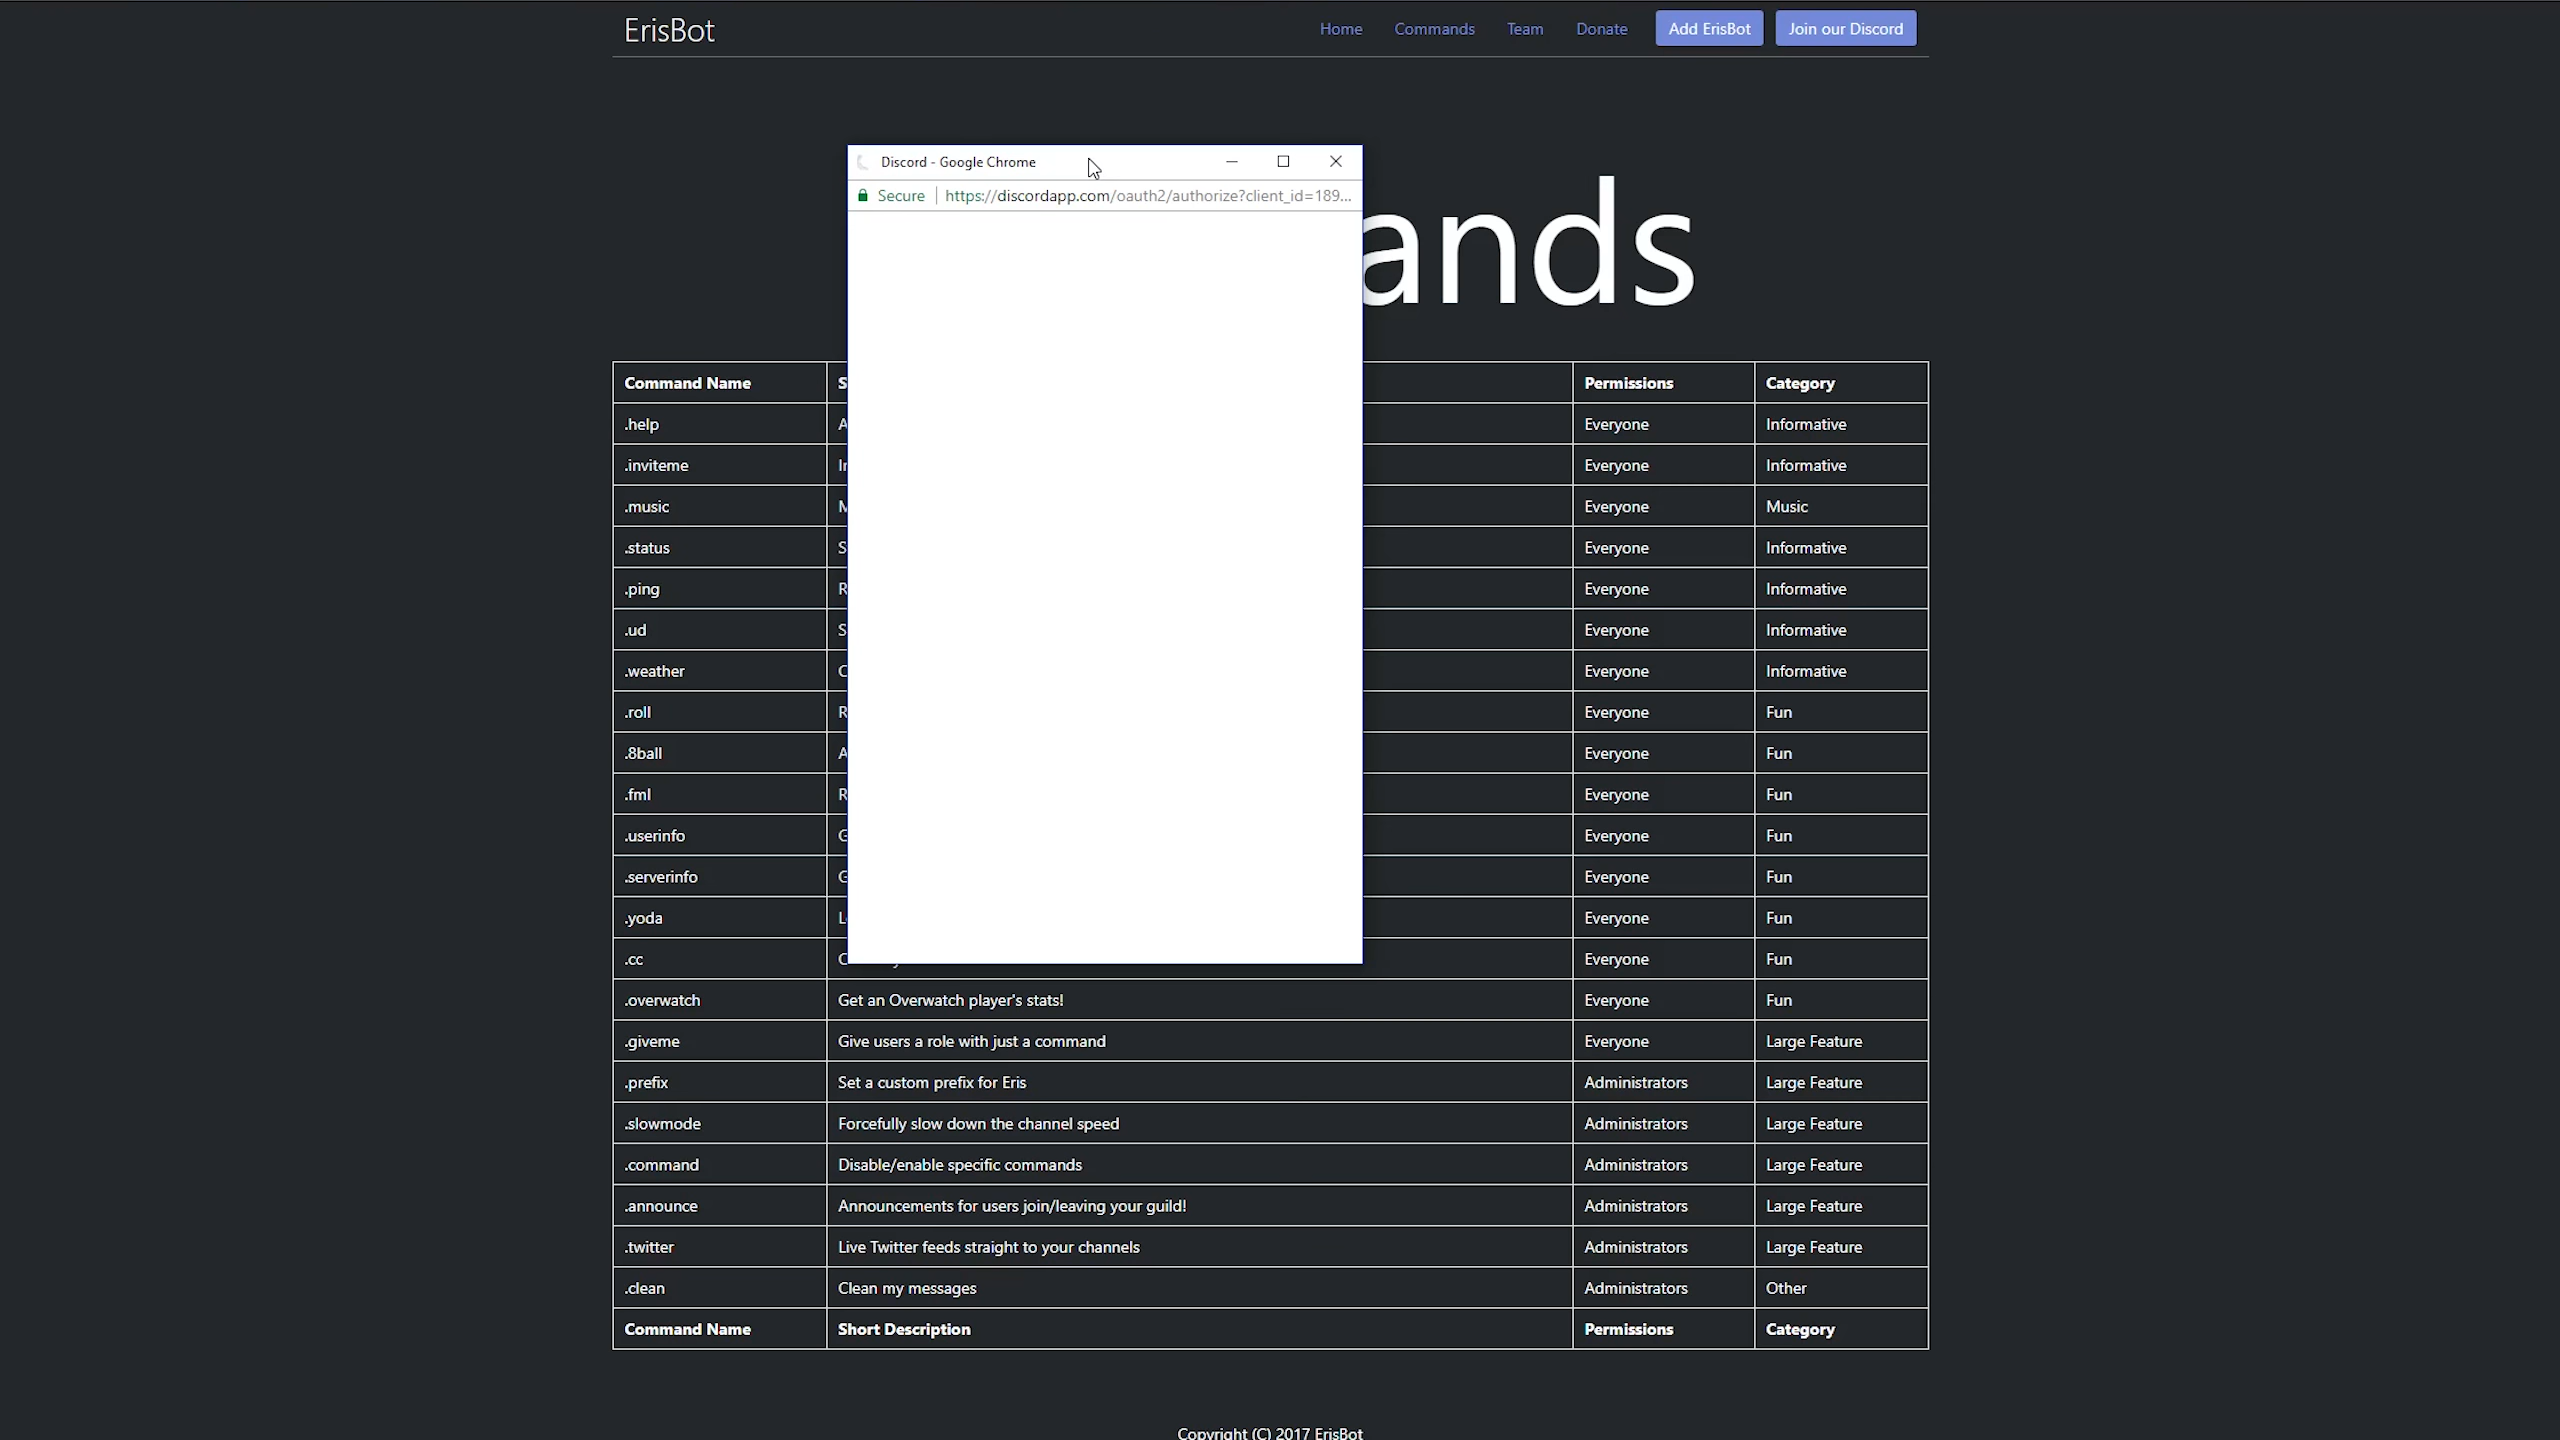 ErisBot Home Commands Team Donate Add ErisBot Join our Discord
Discord - Google Chrome
Secure https://discordapp.com/oauth2/authorize?client_id=189...
ands
Command Name S Permissions Category
.help A Everyone Informative
.inviteme In Everyone Informative
.music M Everyone Music
.status S Everyone Informative
.ping R Everyone Informative
.ud S Everyone Informative
.weather C Everyone Informative
.roll R Everyone Fun
.8ball A Everyone Fun
.fml R Everyone Fun
.userinfo G Everyone Fun
.serverinfo G Everyone Fun
.yoda L Everyone Fun
.cc C Everyone Fun
.overwatch Get an Overwatch player's stats! Everyone Fun
.giveme Give users a role with just a command Everyone Large Feature
.prefix Set a custom prefix for Eris Administrators Large Feature
.slowmode Forcefully slow down the channel speed Administrators Large Feature
.command Disable/enable specific commands Administrators Large Feature
.announce Announcements for users join/leaving your guild! Administrators Large Feature
.twitter Live Twitter feeds straight to your channels Administrators Large Feature
.clean Clean my messages Administrators Other
Command Name Short Description Permissions Category
Copyright (C) 2017 ErisBot